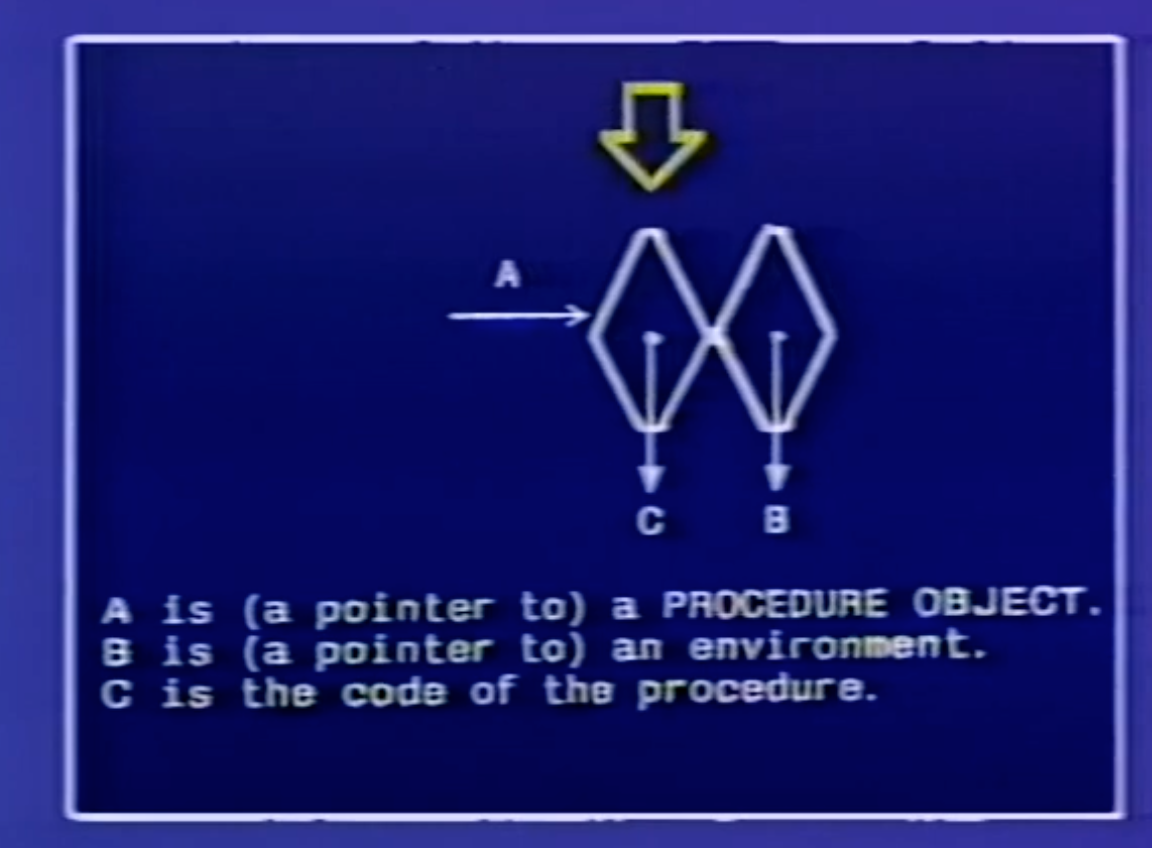 A
C B
A is (a pointer to) a PROCEDURE OBJECT.
B is (a pointer to) an environment.
C is the code of the procedure.